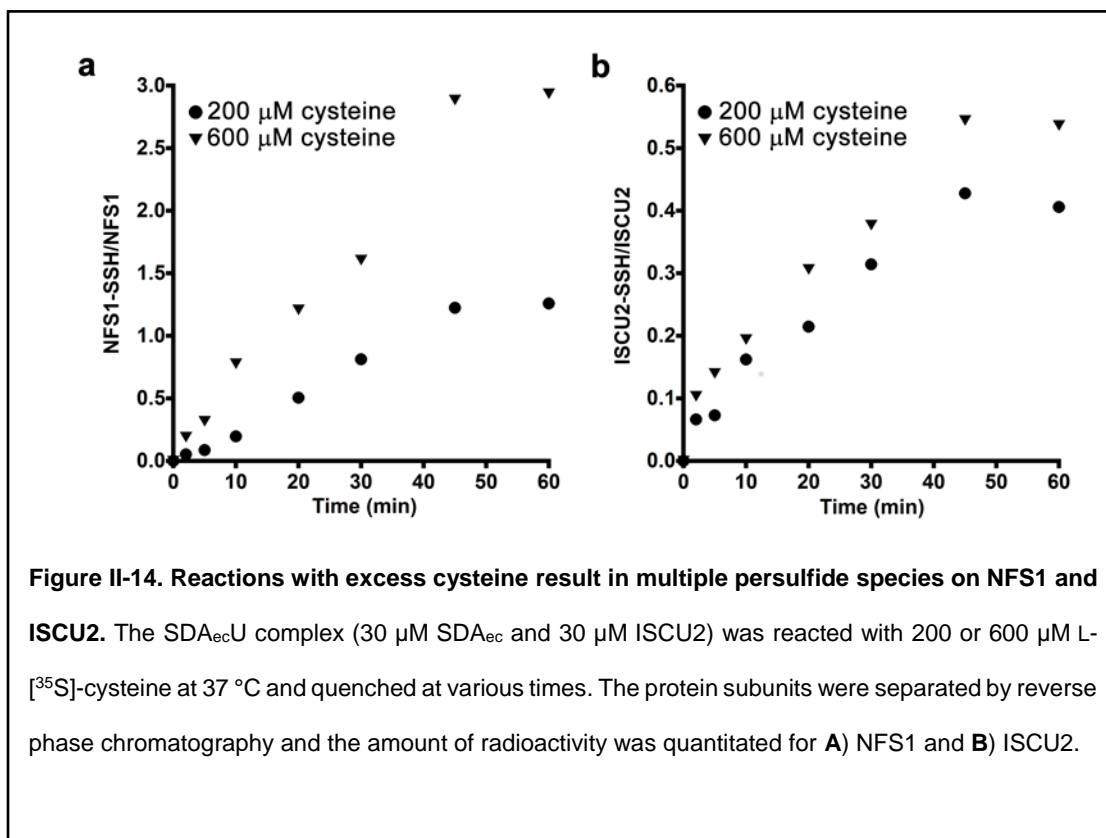 a
3.0
2.5
2.0
1.5
1.0
0.5
0.0
NFS1-SSH/NFS1
● 200 μM cysteine
▼ 600 μM cysteine
0 10 20 30 40 50 60
Time (min)
b
0.6
0.5
0.4
0.3
0.2
0.1
0.0
ISCU2-SSH/ISCU2
● 200 μM cysteine
▼ 600 μM cysteine
0 10 20 30 40 50 60
Time (min)
Figure II-14. Reactions with excess cysteine result in multiple persulfide species on NFS1 and
ISCU2. The SDAecU complex (30 μM SDAec and 30 μM ISCU2) was reacted with 200 or 600 μM L-
[³⁵S]-cysteine at 37 °C and quenched at various times. The protein subunits were separated by reverse
phase chromatography and the amount of radioactivity was quantitated for A) NFS1 and B) ISCU2.